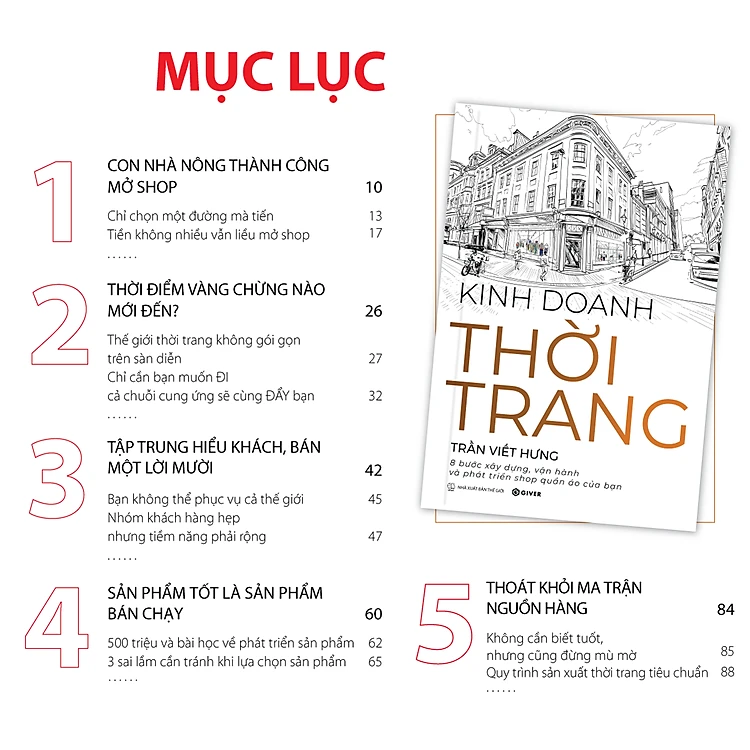 MỤC LỤC
1
CON NHÀ NÔNG THÀNH CÔNG
MỞ SHOP 10
Chỉ chọn một đường mà tiến 13
Tiền không nhiều vẫn liều mở shop 17
......
2
THỜI ĐIỂM VÀNG CHỪNG NÀO
MỚI ĐẾN? 26
Thế giới thời trang không gói gọn
trên sàn diễn 27
Chỉ cần bạn muốn ĐI
cả chuỗi cung ứng sẽ cùng ĐẨY bạn 32
......
3
TẬP TRUNG HIỂU KHÁCH, BÁN
MỘT LỜI MƯỜI 42
Bạn không thể phục vụ cả thế giới 45
Nhóm khách hàng hẹp
nhưng tiềm năng phải rộng 47
......
4
SẢN PHẨM TỐT LÀ SẢN PHẨM
BÁN CHẠY 60
500 triệu và bài học về phát triển sản phẩm 62
3 sai lầm cần tránh khi lựa chọn sản phẩm 65
......
5
THOÁT KHỎI MA TRẬN
NGUỒN HÀNG 84
Không cần biết tuốt,
nhưng cũng đừng mù mờ 85
Quy trình sản xuất thời trang tiêu chuẩn 88
......
KINH DOANH
THỜI
TRANG
TRẦN VIẾT HƯNG
8 bước xây dựng, vận hành
và phát triển shop quần áo của bạn
NHÀ XUẤT BẢN THẾ GIỚI GIVER